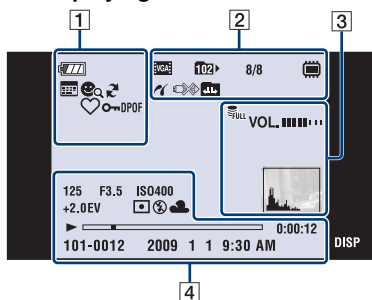 1
2
3
VGA 102 8/8
DPOF
FULL VOL.
125 F3.5 ISO400
+2.0EV
0:00:12
101-0012 2009 1 1 9:30 AM DISP
4